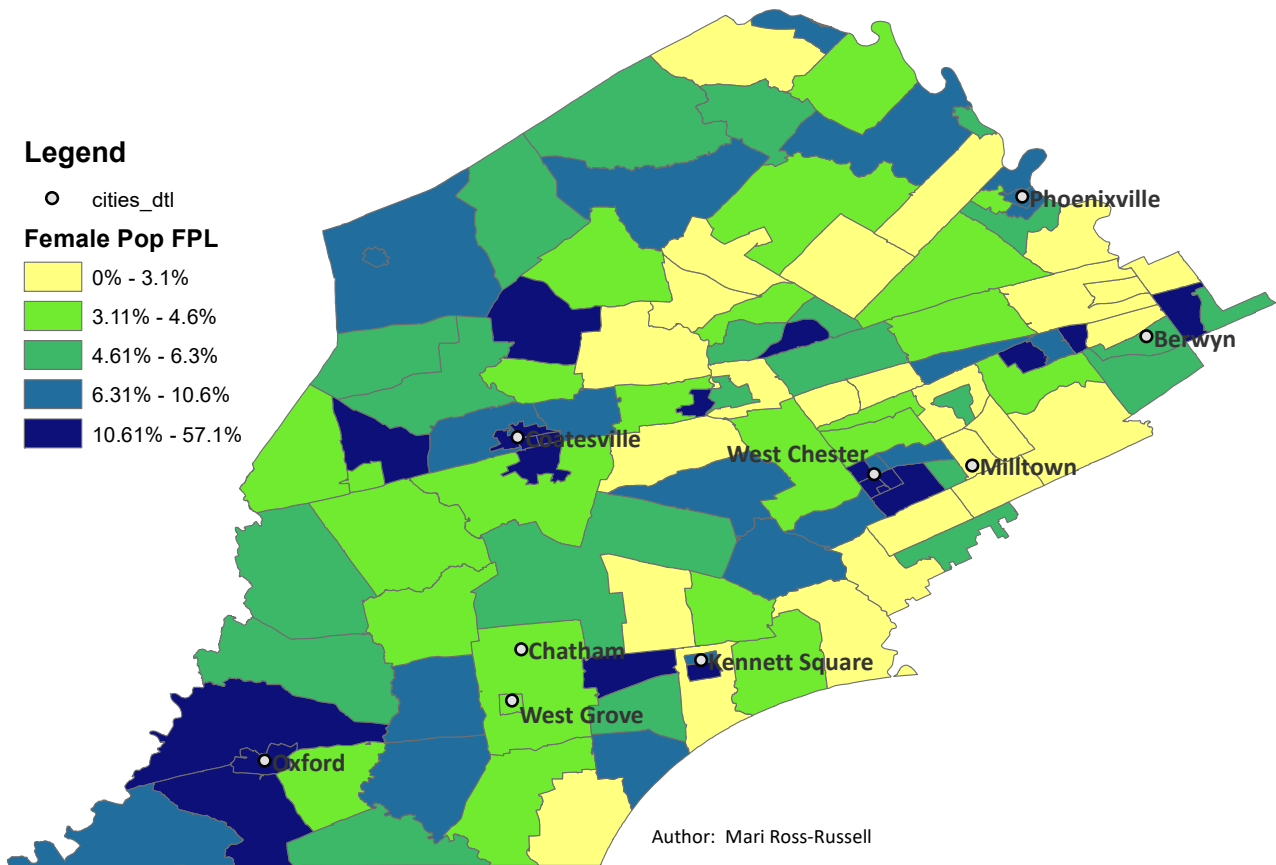 Legend
cities_dtl
Female Pop FPL
0% - 3.1%
3.11% - 4.6%
4.61% - 6.3%
6.31% - 10.6%
10.61% - 57.1%
Phoenixville
Berwyn
Coatesville
West Chester
Milltown
Chatham
Kennett Square
West Grove
Oxford
Author:  Mari Ross-Russell